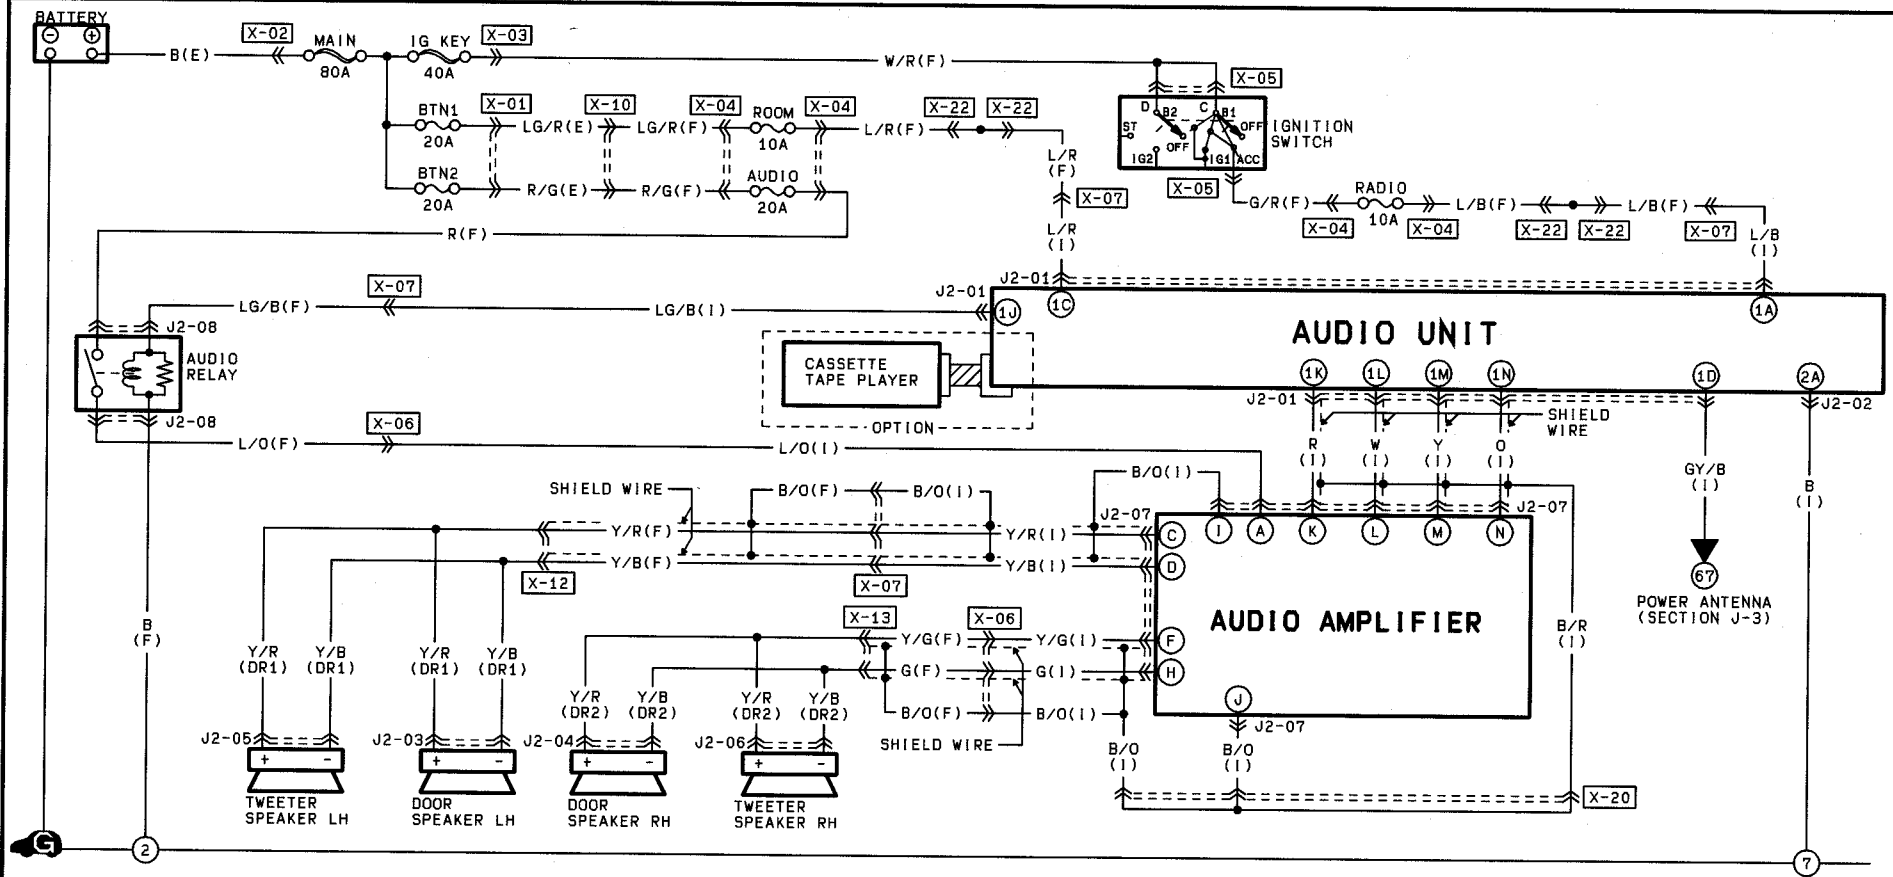 BATTERY
- +
B(E)
X-02
MAIN
80A
IG KEY
40A
X-03
W/R(F)
X-05
BTN1
20A
X-01
LG/R(E)
X-10
LG/R(F)
X-04
ROOM
10A
X-04
L/R(F)
X-22
X-22
L/R
(F)
X-07
L/R
(I)
D
B2
C
B1
ST
OFF
OFF
IG2
IG1
ACC
IGNITION
SWITCH
BTN2
20A
R/G(E)
R/G(F)
AUDIO
20A
X-05
G/R(F)
RADIO
10A
X-04
X-04
L/B(F)
X-22
X-22
L/B(F)
X-07
L/B
(I)
R(F)
J2-01
LG/B(F)
X-07
LG/B(I)
J2-01
1J
1C
1A
AUDIO UNIT
1K
1L
1M
1N
1D
2A
J2-08
AUDIO
RELAY
J2-08
CASSETTE
TAPE PLAYER
OPTION
J2-01
J2-02
SHIELD
WIRE
L/O(F)
X-06
L/O(I)
R
(I)
W
(I)
Y
(I)
O
(I)
GY/B
(I)
B
(I)
SHIELD WIRE
B/O(F)
B/O(I)
B/O(I)
J2-07
J2-07
Y/R(F)
Y/R(I)
C
I
A
K
L
M
N
X-12
Y/B(F)
X-07
Y/B(I)
D
67
POWER ANTENNA
(SECTION J-3)
AUDIO AMPLIFIER
B
(F)
X-13
X-06
Y/G(F)
Y/G(I)
F
B/R
(I)
G(F)
G(I)
H
Y/R
(DR1)
Y/B
(DR1)
Y/R
(DR1)
Y/B
(DR1)
Y/R
(DR2)
Y/B
(DR2)
Y/R
(DR2)
Y/B
(DR2)
B/O(F)
B/O(I)
J
J2-07
SHIELD WIRE
B/O
(I)
B/O
(I)
X-20
J2-05
J2-03
J2-04
J2-06
+ -
+ -
+ -
+ -
TWEETER
SPEAKER LH
DOOR
SPEAKER LH
DOOR
SPEAKER RH
TWEETER
SPEAKER RH
G
2
7